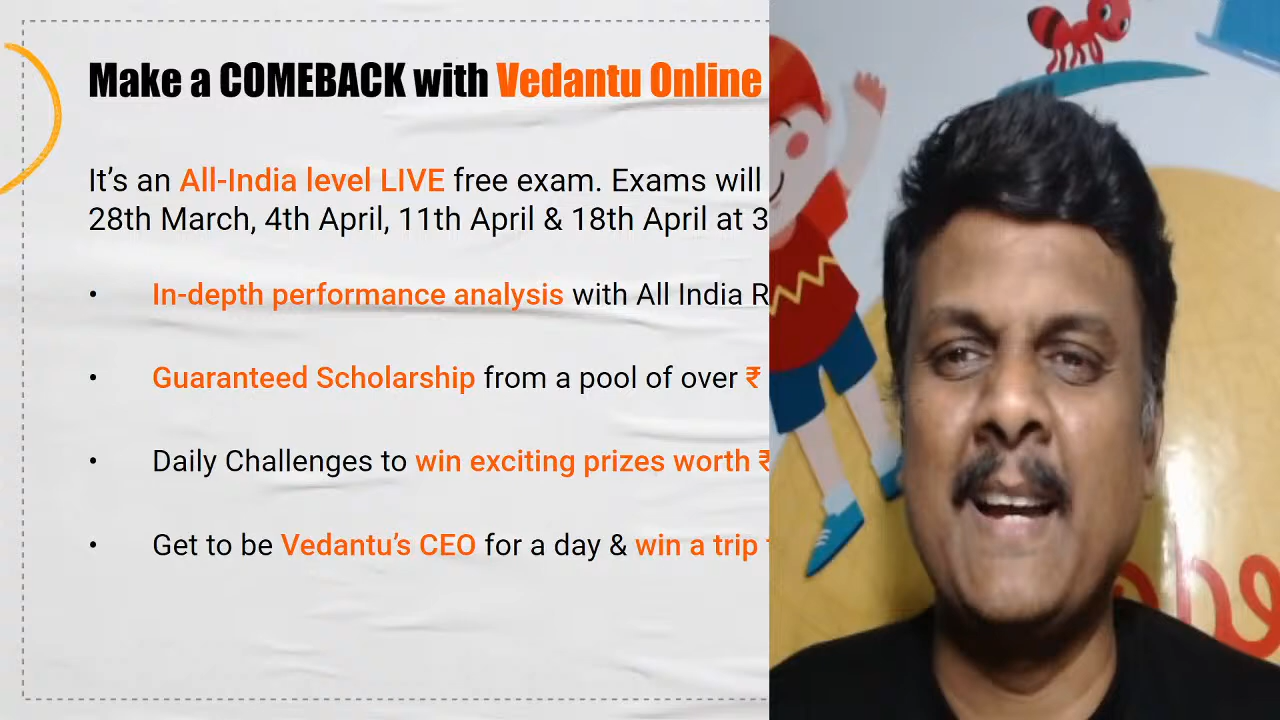 Make a COMEBACK with Vedantu Online
It's an All-India level LIVE free exam. Exams will
28th March, 4th April, 11th April & 18th April at 3
• In-depth performance analysis with All India R
• Guaranteed Scholarship from a pool of over ₹
• Daily Challenges to win exciting prizes worth ₹
• Get to be Vedantu's CEO for a day & win a trip